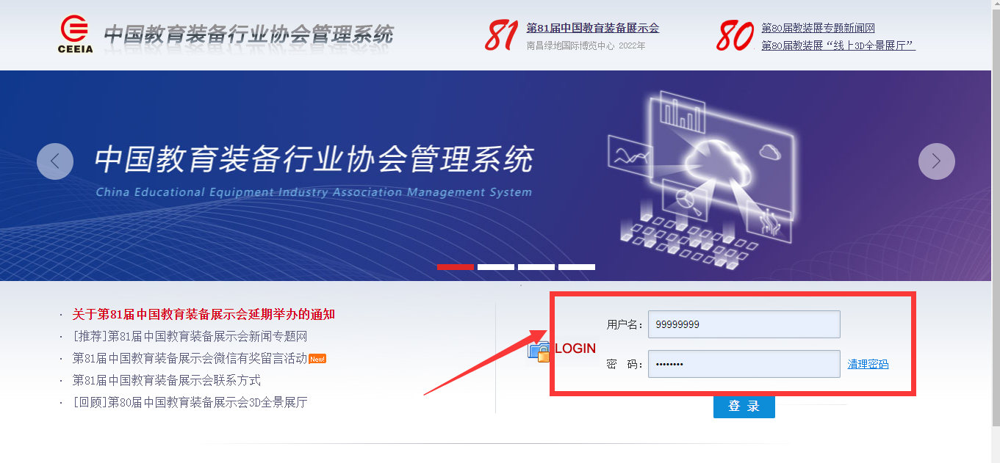 CEEIA
中国教育装备行业协会管理系统
81
第81届中国教育装备展示会
南昌绿地国际博览中心 2022年
80
第80届教装展专题新闻网
第80届教装展“线上3D全景展厅”
中国教育装备行业协会管理系统
China Educational Equipment Industry Association Management System
· 关于第81届中国教育装备展示会延期举办的通知
· [推荐]第81届中国教育装备展示会新闻专题网
· 第81届中国教育装备展示会微信有奖留言活动 New!
· 第81届中国教育装备展示会联系方式
· [回顾]第80届中国教育装备展示会3D全景展厅
LOGIN
用户名： 99999999
密 码： ••••••••
清理密码
登 录